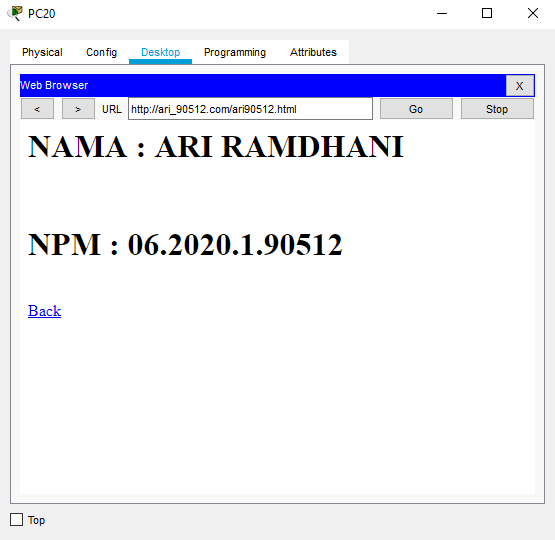 PC20
Physical Config Desktop Programming Attributes
Web Browser X
< > URL http://ari_90512.com/ari90512.html Go Stop
NAMA : ARI RAMDHANI
NPM : 06.2020.1.90512
Back
Top